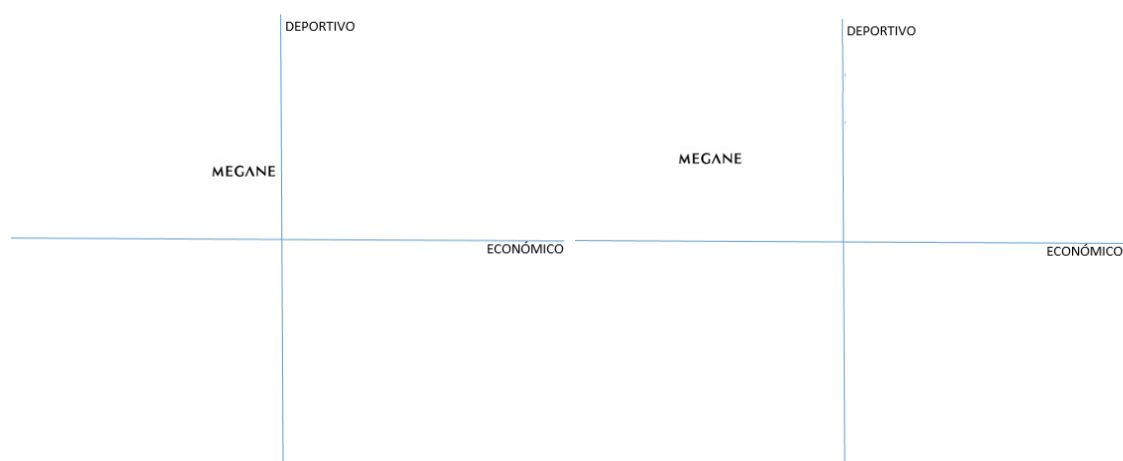 DEPORTIVO
MEGANE
ECONÓMICO
DEPORTIVO
MEGANE
ECONÓMICO